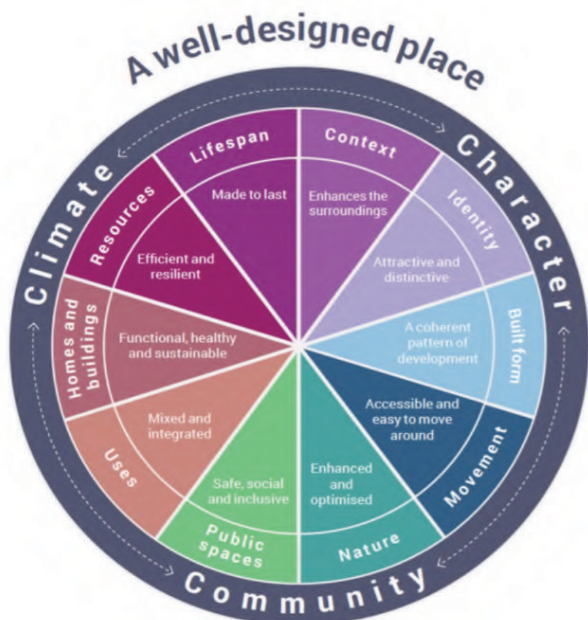 A well-designed place
Climate
Character
Community
Context
Enhances the
surroundings
Identity
Attractive and
distinctive
Built form
A coherent
pattern of
development
Movement
Accessible and
easy to move
around
Nature
Enhanced
and
optimised
Public
spaces
Safe, social
and inclusive
Uses
Mixed and
integrated
Homes and
buildings
Functional, healthy
and sustainable
Resources
Efficient and
resilient
Lifespan
Made to last